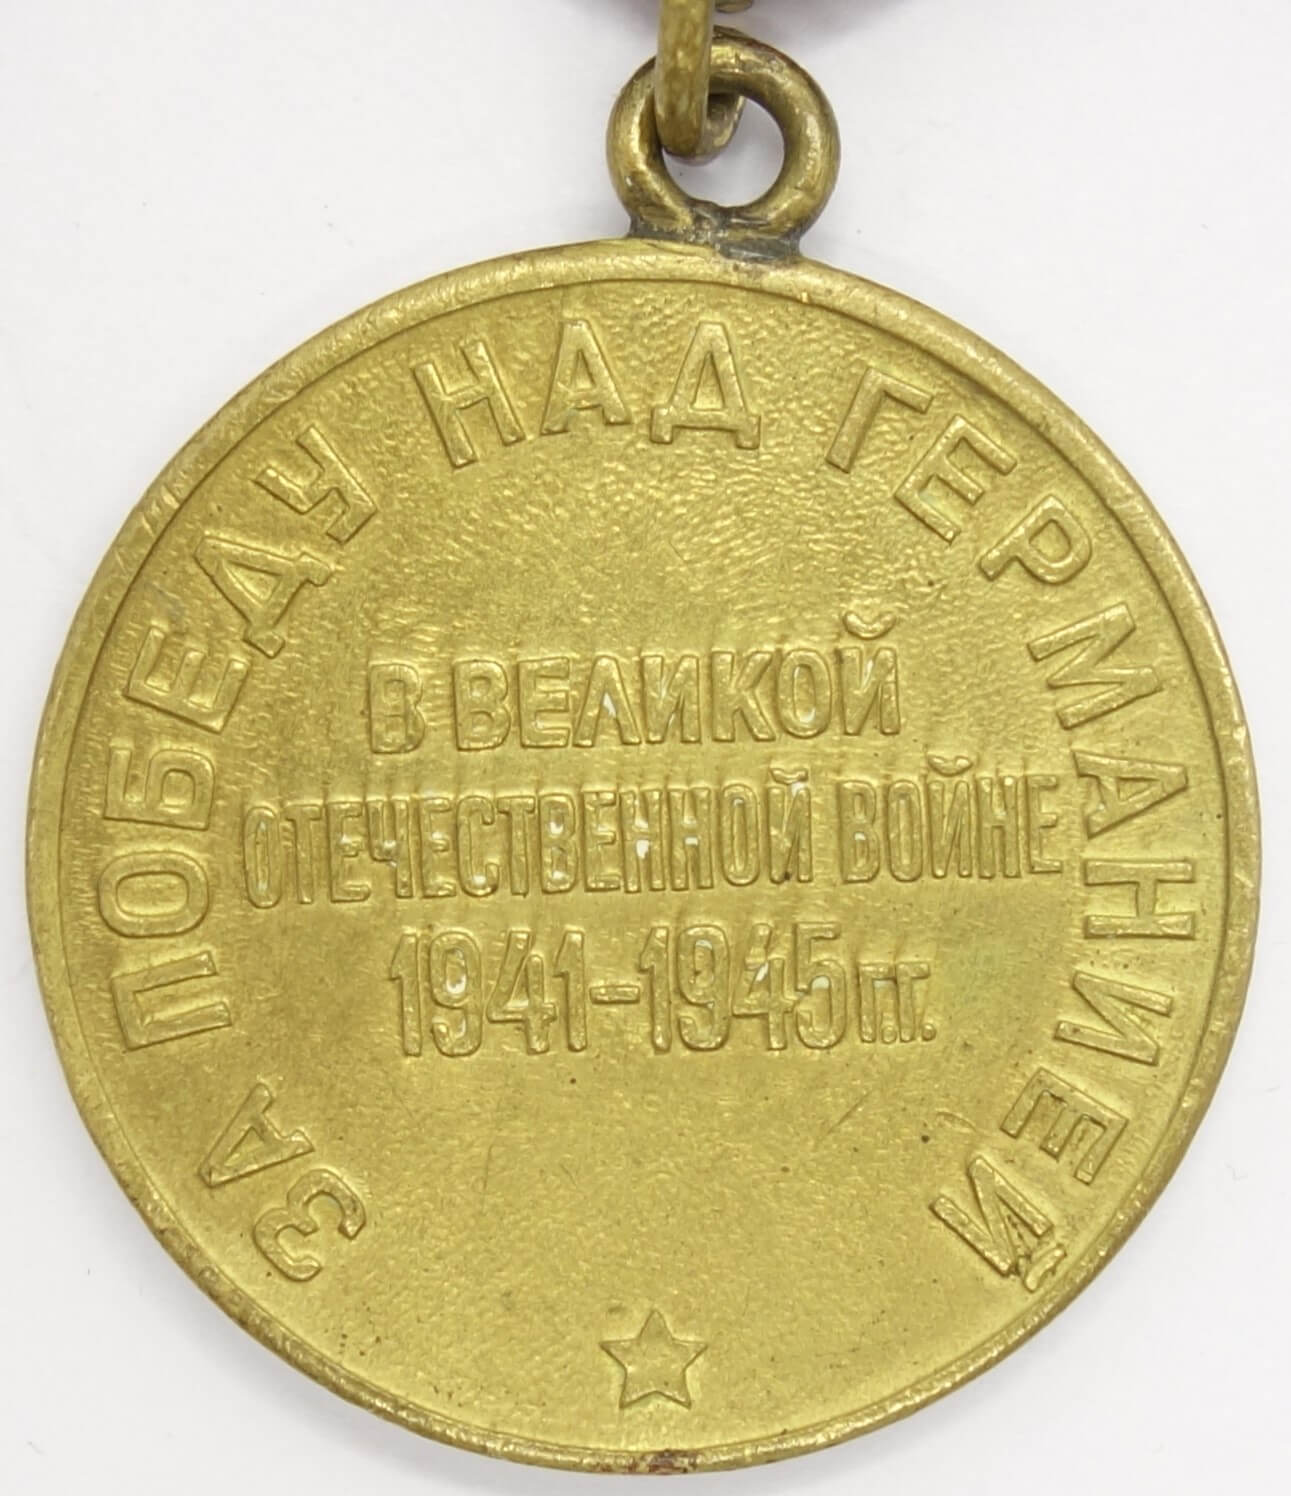 ЗА ПОБЕДУ НАД ГЕРМАНИЕЙ
В ВЕЛИКОЙ
ОТЕЧЕСТВЕННОЙ ВОЙНЕ
1941-1945 г.г.